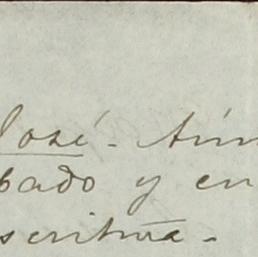 José.- Aún
bado y en
scritura.-